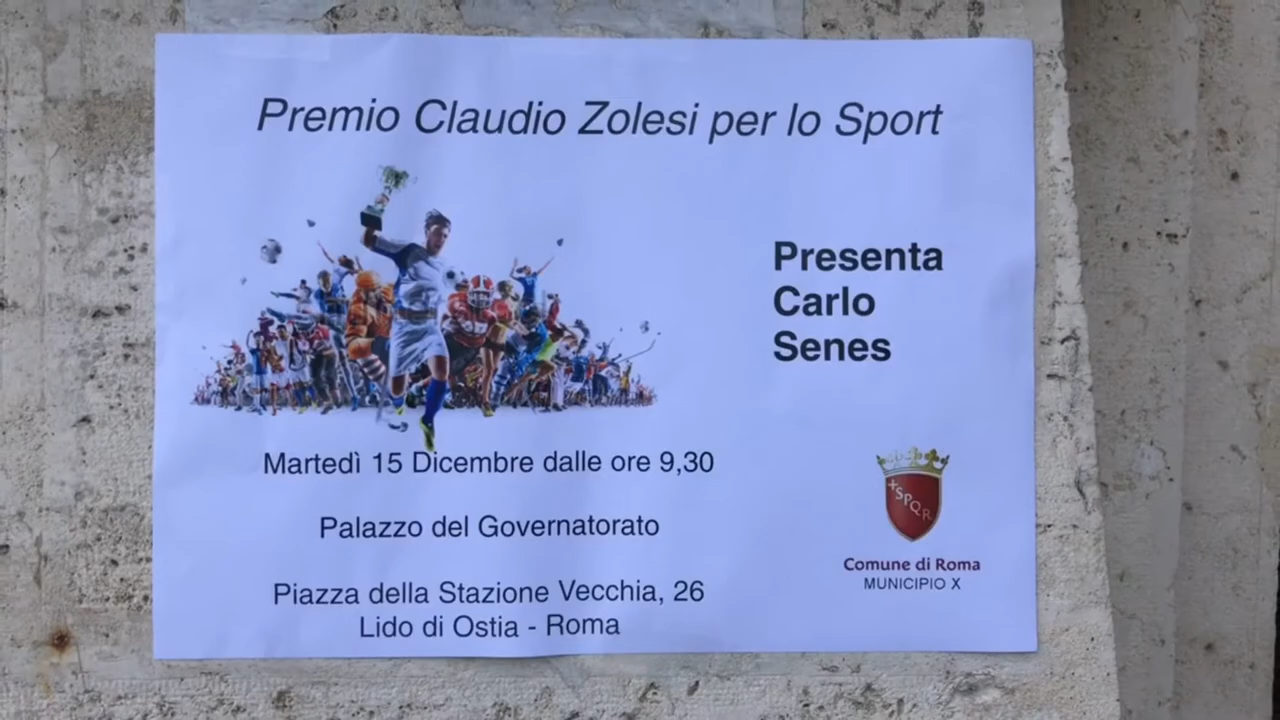 Premio Claudio Zolesi per lo Sport
Presenta
Carlo
Senes
Martedì 15 Dicembre dalle ore 9,30
Palazzo del Governatorato
Piazza della Stazione Vecchia, 26
Lido di Ostia - Roma
SPQR
Comune di Roma
MUNICIPIO X